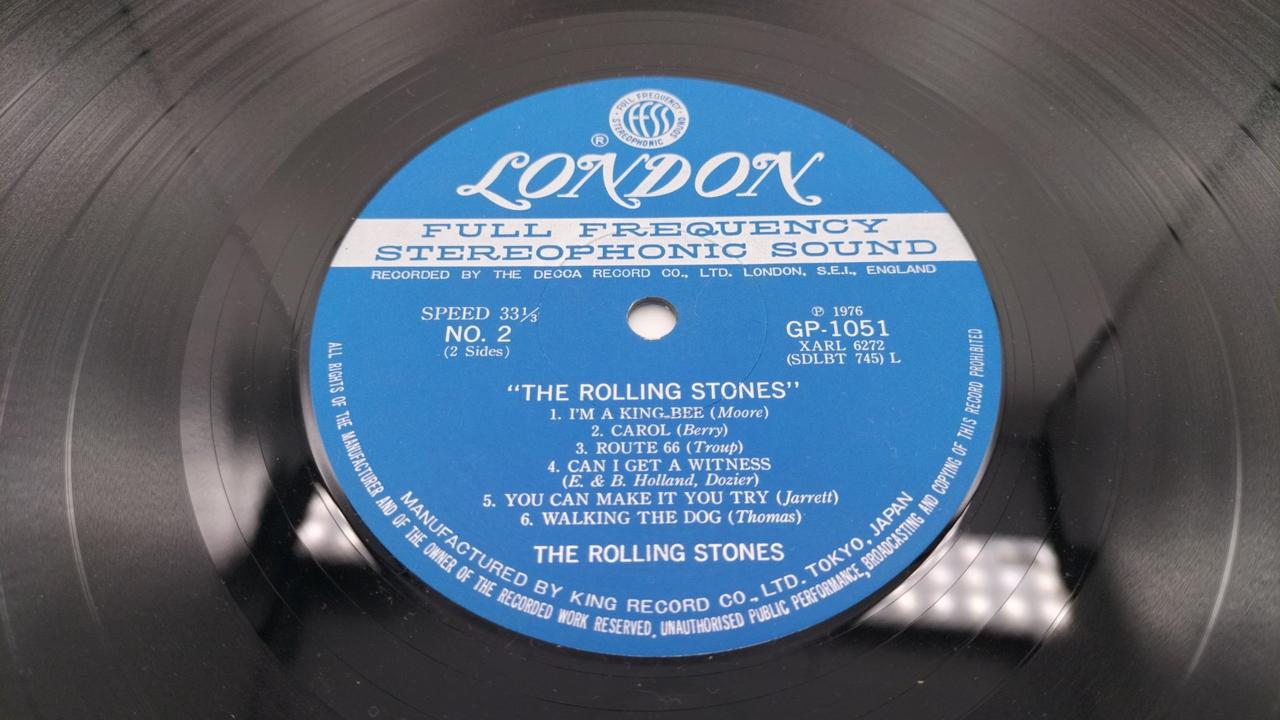 FULL FREQUENCY
ffss
STEREOPHONIC SOUND
®
LONDON
FULL FREQUENCY
STEREOPHONIC SOUND
RECORDED BY THE DECCA RECORD CO., LTD. LONDON, S.E.I., ENGLAND
SPEED 33⅓
NO. 2
(2 Sides)
℗ 1976
GP-1051
XARL 6272
(SDLBT 745) L
“THE ROLLING STONES”
1. I'M A KING-BEE (Moore)
2. CAROL (Berry)
3. ROUTE 66 (Troup)
4. CAN I GET A WITNESS
(E. & B. Holland, Dozier)
5. YOU CAN MAKE IT YOU TRY (Jarrett)
6. WALKING THE DOG (Thomas)
THE ROLLING STONES
MANUFACTURED BY KING RECORD CO., LTD. TOKYO, JAPAN
ALL RIGHTS OF THE MANUFACTURER AND OF THE OWNER OF THE RECORDED WORK RESERVED. UNAUTHORISED PUBLIC PERFORMANCE, BROADCASTING AND COPYING OF THIS RECORD PROHIBITED